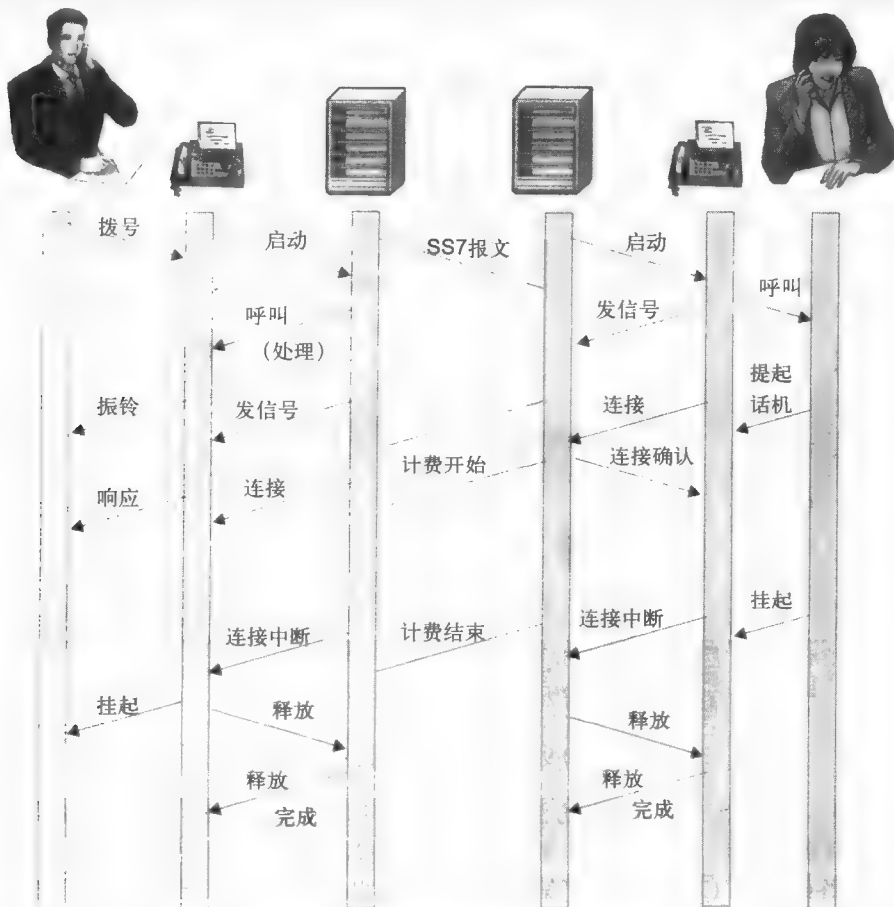 拨号
启动
SS7报文
启动
呼叫
发信号
呼叫
（处理）
提起
话机
振铃
发信号
连接
计费开始
连接确认
响应
连接
挂起
连接中断
计费结束
连接中断
挂起
释放
释放
释放
完成
释放
完成